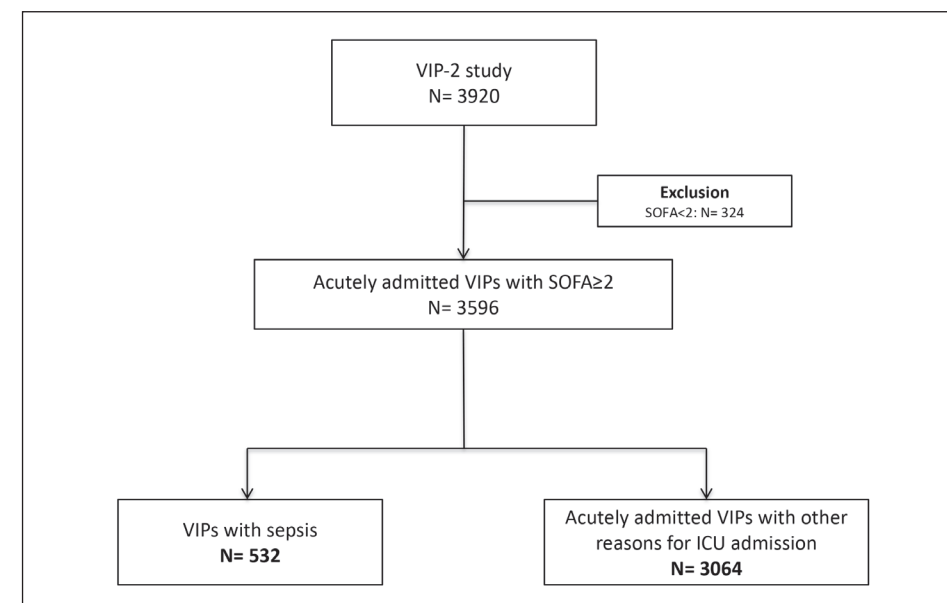 VIP-2 study
N= 3920
Exclusion
SOFA<2: N= 324
Acutely admitted VIPs with SOFA≥2
N= 3596
VIPs with sepsis
N= 532
Acutely admitted VIPs with other
reasons for ICU admission
N= 3064